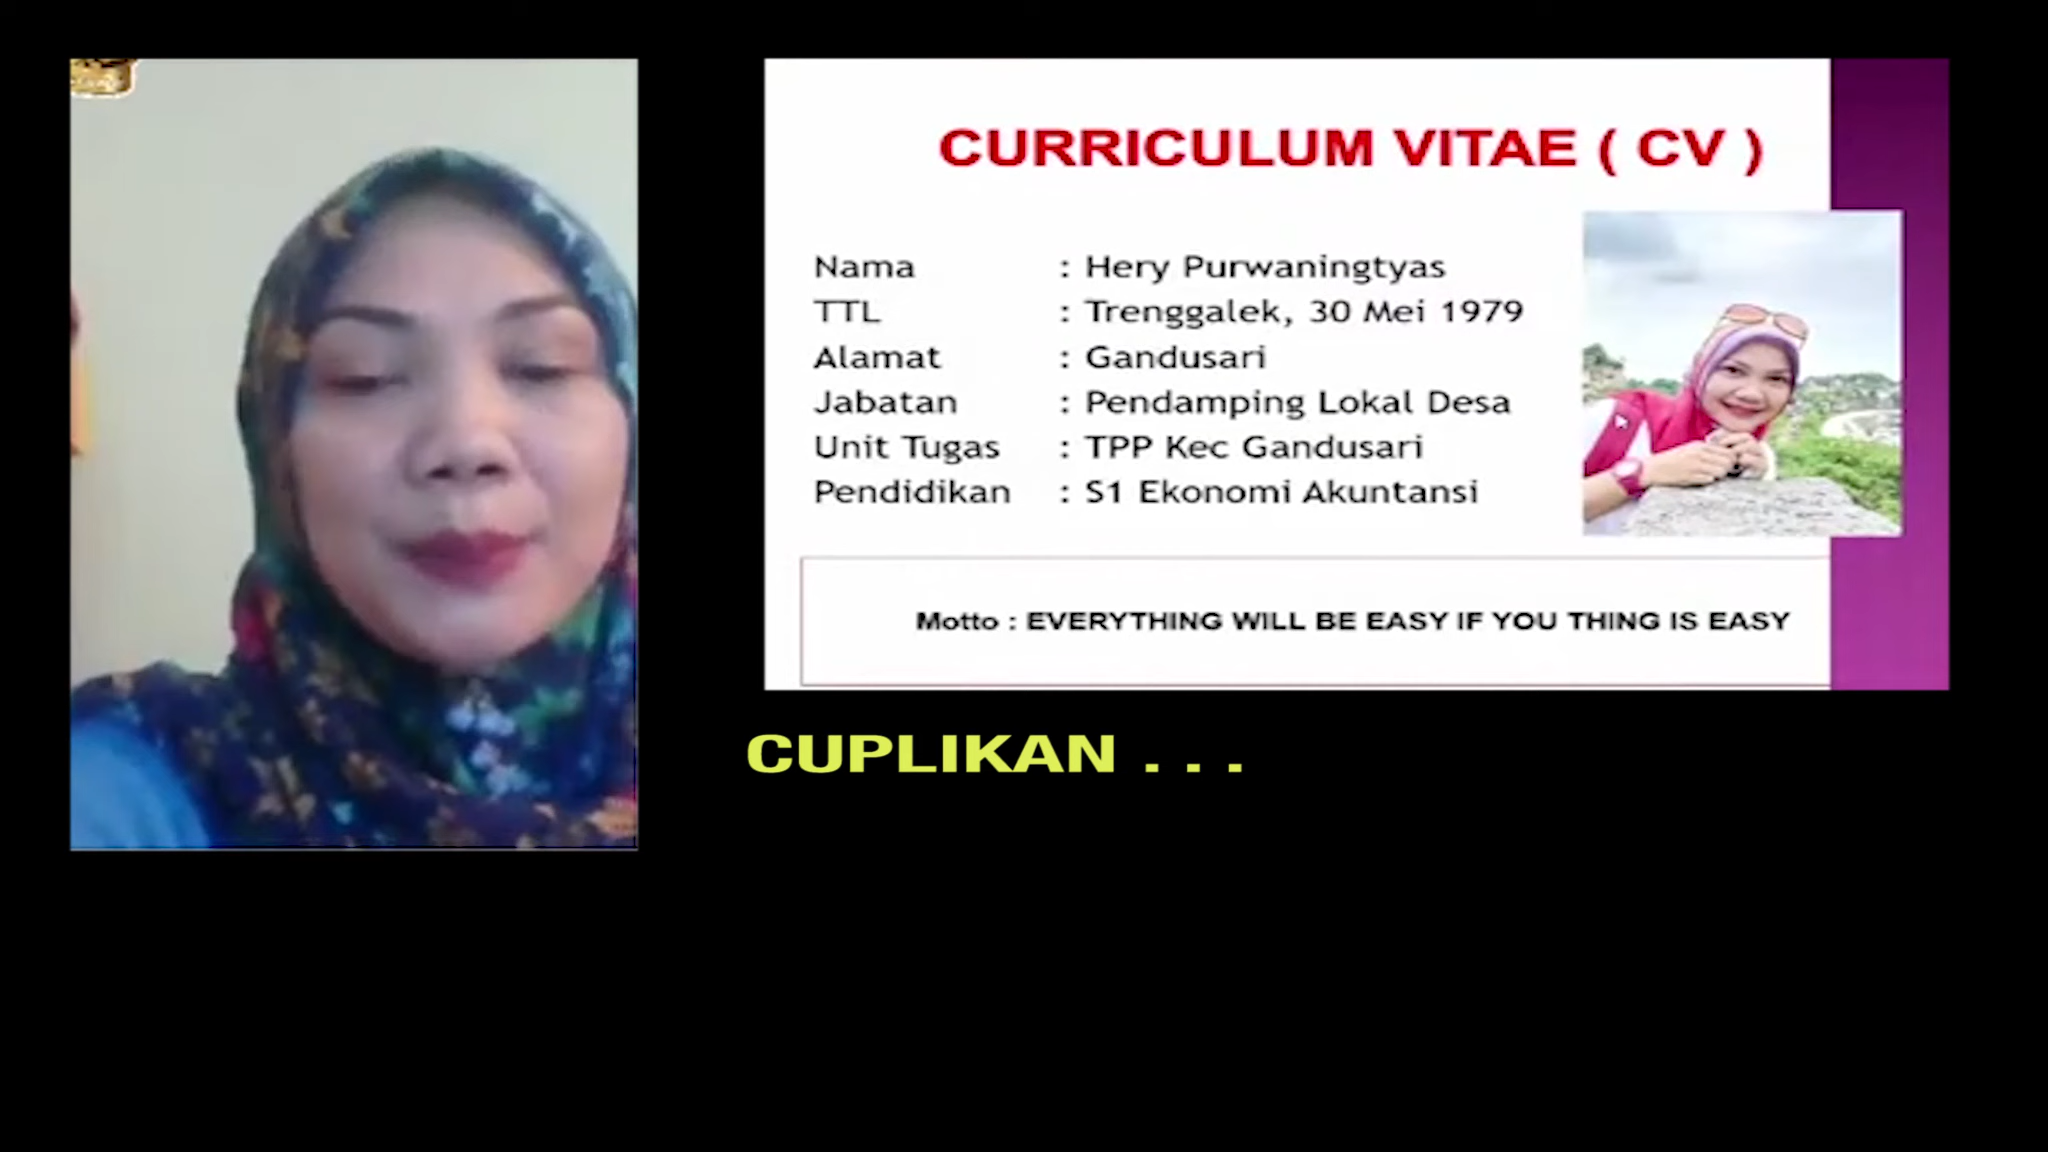 CURRICULUM VITAE ( CV )
Nama : Hery Purwaningtyas
TTL : Trenggalek, 30 Mei 1979
Alamat : Gandusari
Jabatan : Pendamping Lokal Desa
Unit Tugas : TPP Kec Gandusari
Pendidikan : S1 Ekonomi Akuntansi
Motto : EVERYTHING WILL BE EASY IF YOU THING IS EASY
CUPLIKAN . . .